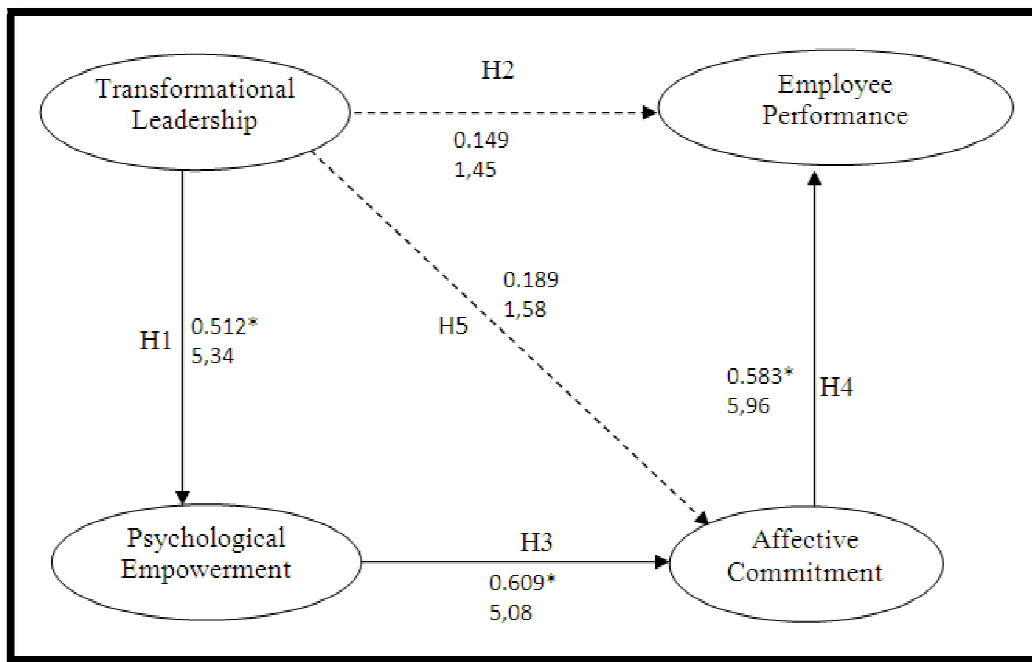 Transformational
Leadership
H2
Employee
Performance
0.149
1,45
0.189
1,58
H5
H1
0.512*
5,34
0.583*
5,96
H4
Psychological
Empowerment
H3
0.609*
5,08
Affective
Commitment